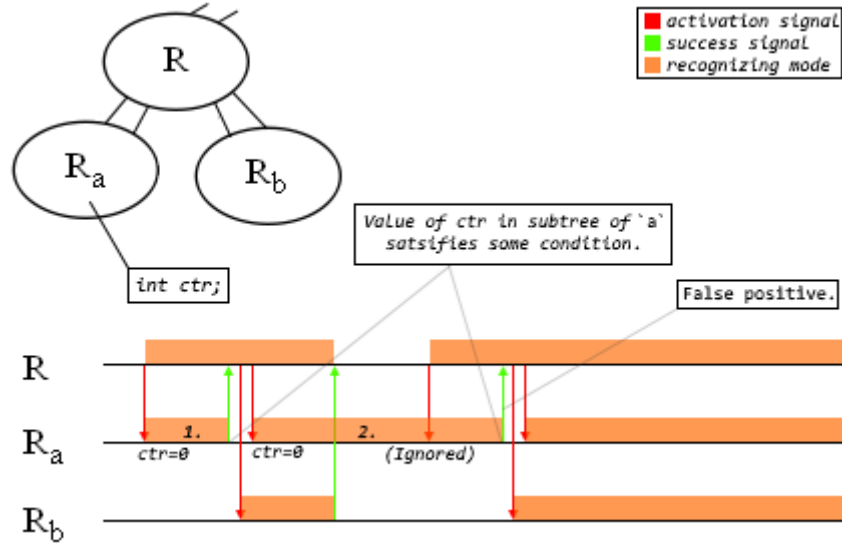 activation signal
success signal
recognizing mode
R
Ra
Rb
Value of ctr in subtree of `a`
satsifies some condition.
int ctr;
False positive.
R
Ra
1.
2.
ctr=0
ctr=0
(Ignored)
Rb